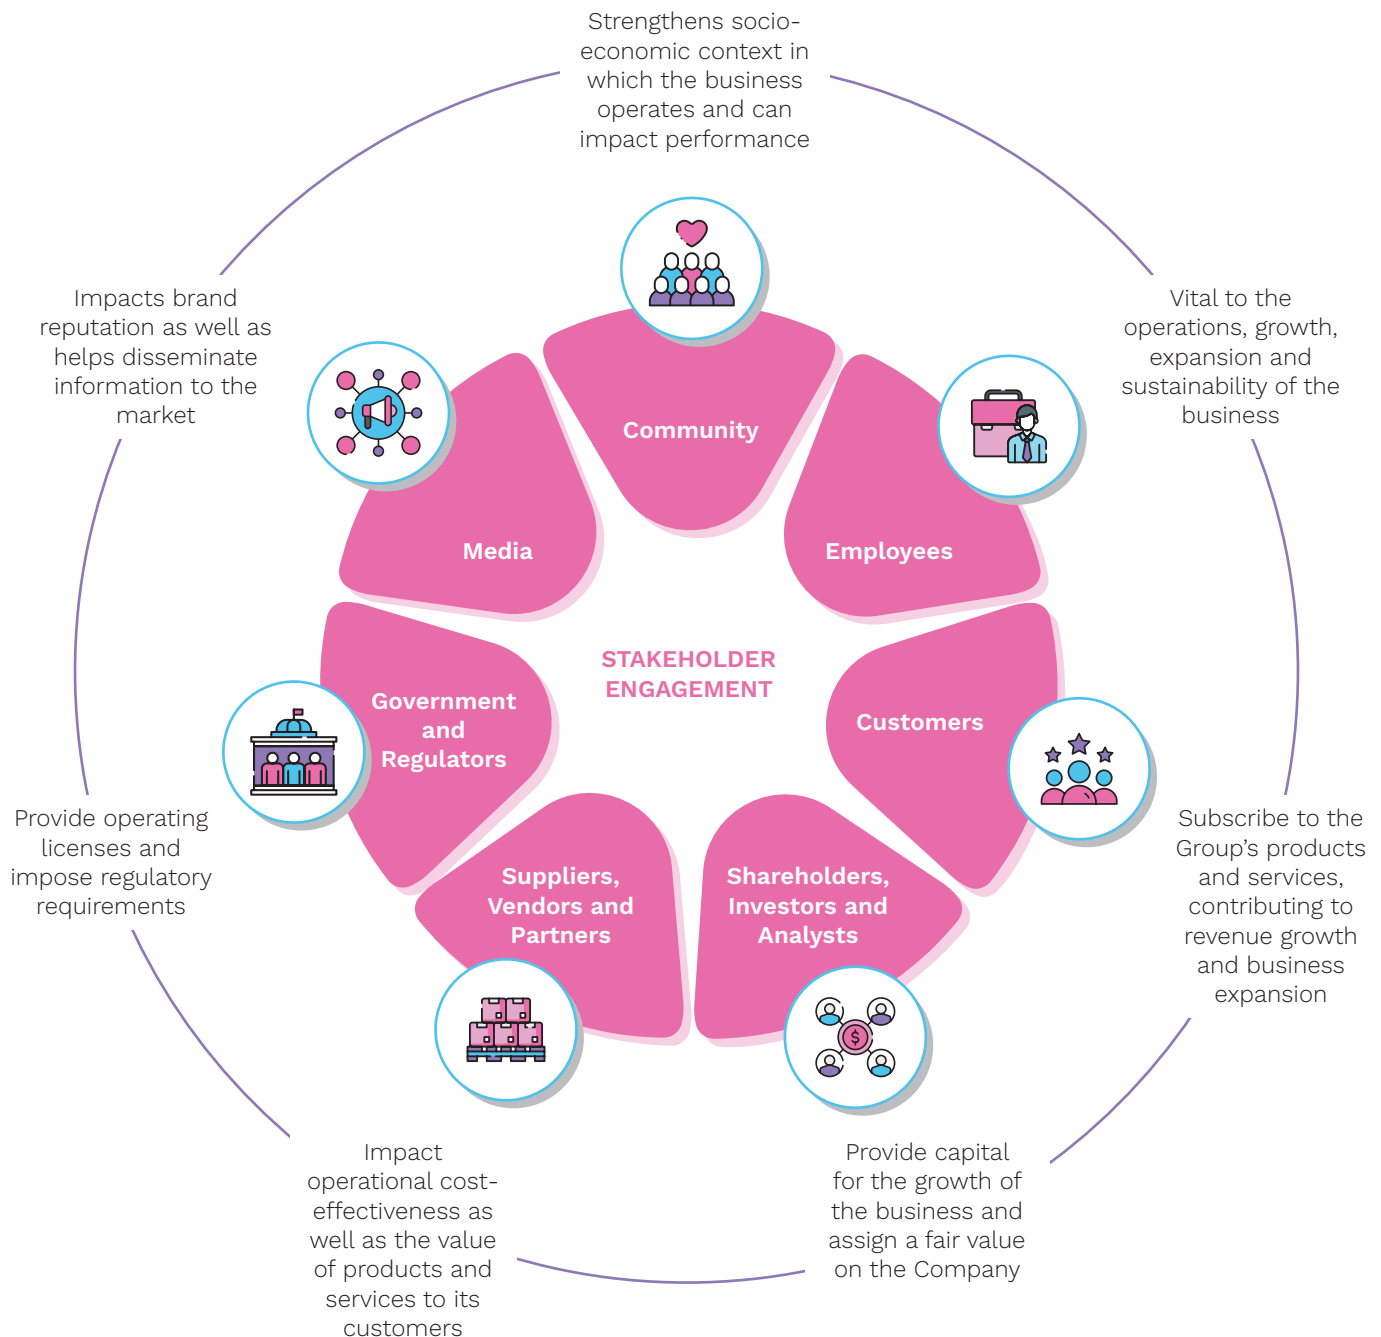 Strengthens socio-
economic context in
which the business
operates and can
impact performance
Community
Vital to the
operations, growth,
expansion and
sustainability of the
business
Employees
Subscribe to the
Group’s products
and services,
contributing to
revenue growth
and business
expansion
Customers
Provide capital
for the growth of
the business and
assign a fair value
on the Company
Shareholders,
Investors and
Analysts
$
Impact
operational cost-
effectiveness as
well as the value
of products and
services to its
customers
Suppliers,
Vendors and
Partners
Provide operating
licenses and
impose regulatory
requirements
Government
and
Regulators
Impacts brand
reputation as well as
helps disseminate
information to the
market
Media
STAKEHOLDER
ENGAGEMENT